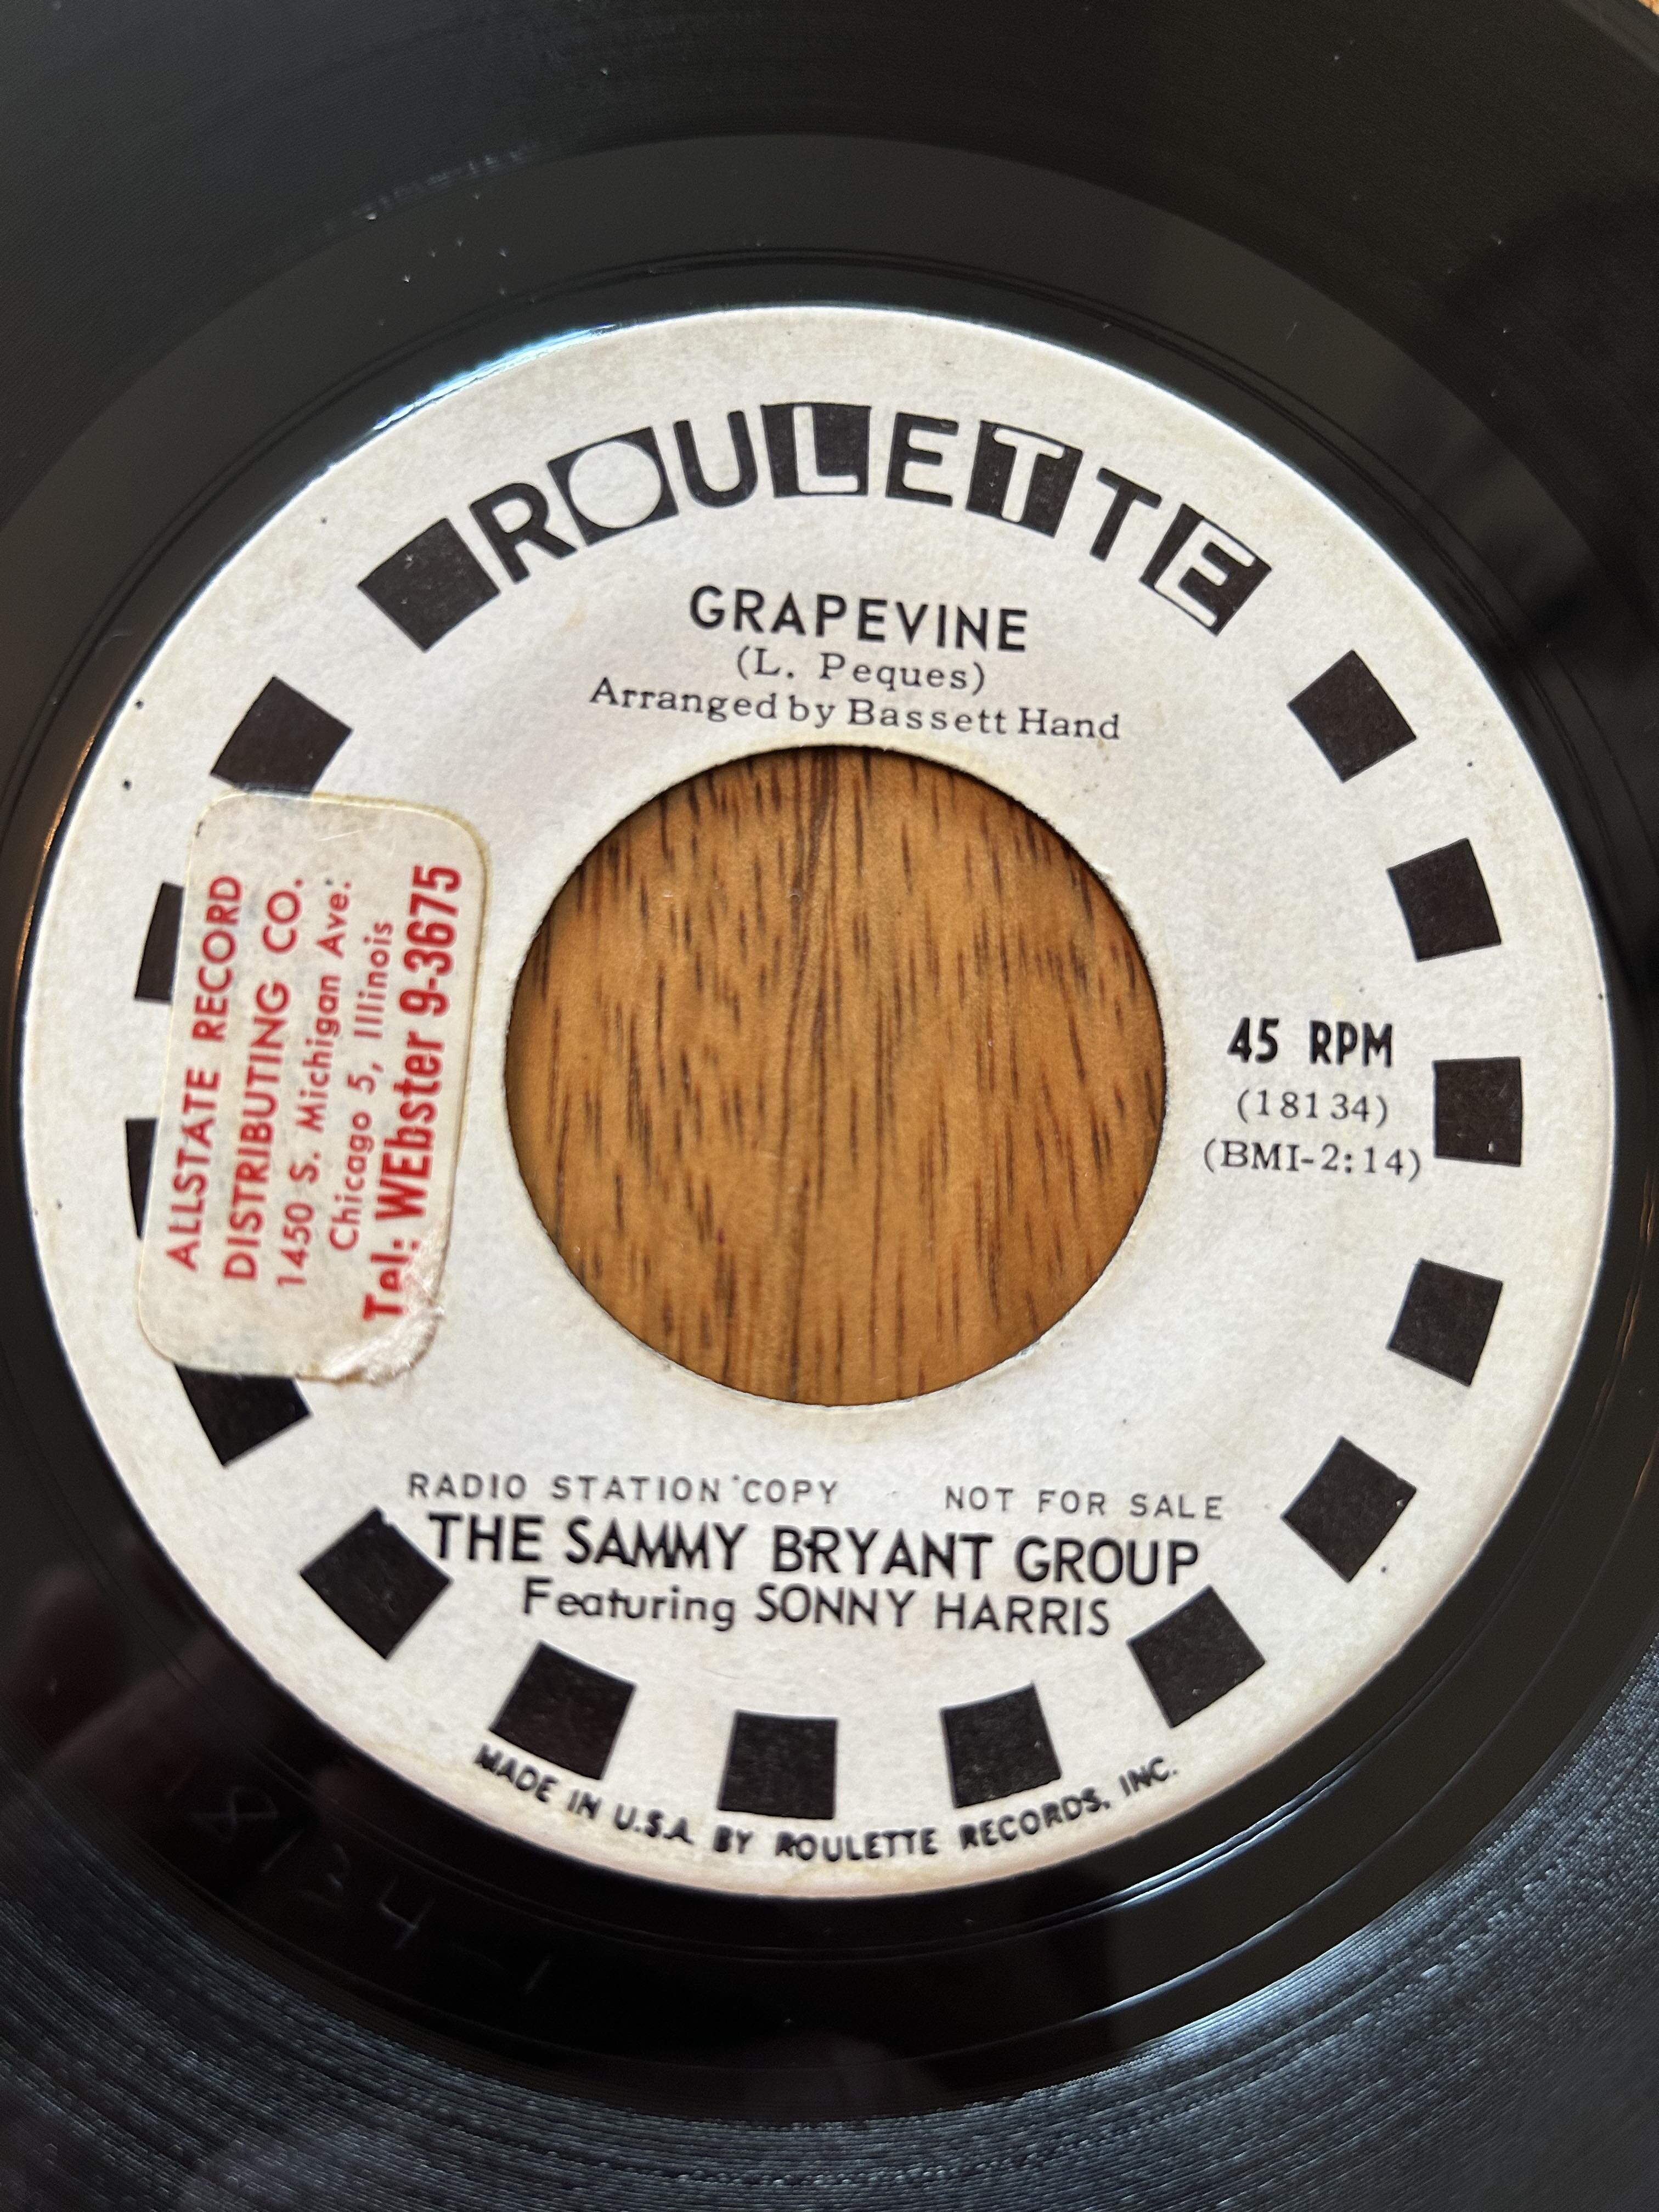 ROULETTE
GRAPEVINE
(L. Peques)
Arranged by Bassett Hand
ALLSTATE RECORD
DISTRIBUTING CO.
1450 S. Michigan Ave.
Chicago 5, Illinois
Tel: WEbster 9-3675
45 RPM
(18134)
(BMI-2:14)
RADIO STATION COPY NOT FOR SALE
THE SAMMY BRYANT GROUP
Featuring SONNY HARRIS
MADE IN U.S.A. BY ROULETTE RECORDS, INC.